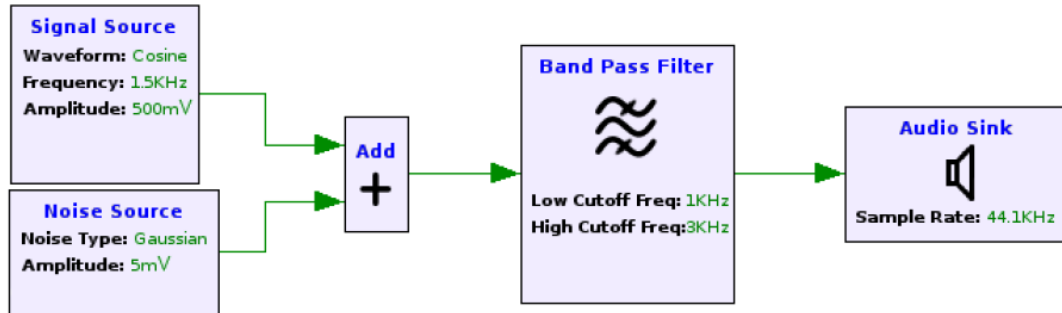 Signal Source
Waveform: Cosine
Frequency: 1.5KHz
Amplitude: 500mV
Noise Source
Noise Type: Gaussian
Amplitude: 5mV
Add
+
Band Pass Filter
Low Cutoff Freq: 1KHz
High Cutoff Freq:3KHz
Audio Sink
Sample Rate: 44.1KHz